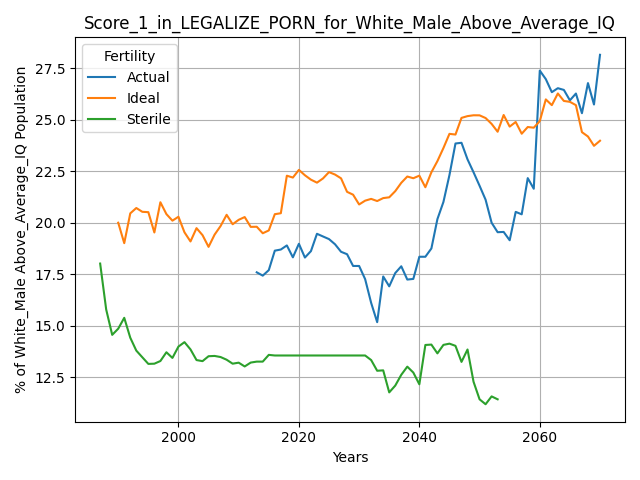 Score_1_in_LEGALIZE_PORN_for_White_Male_Above_Average_IQ
Fertility
Actual
Ideal
Sterile
% of White_Male Above_Average_IQ Population
27.5
25.0
22.5
20.0
17.5
15.0
12.5
2000
2020
2040
2060
Years